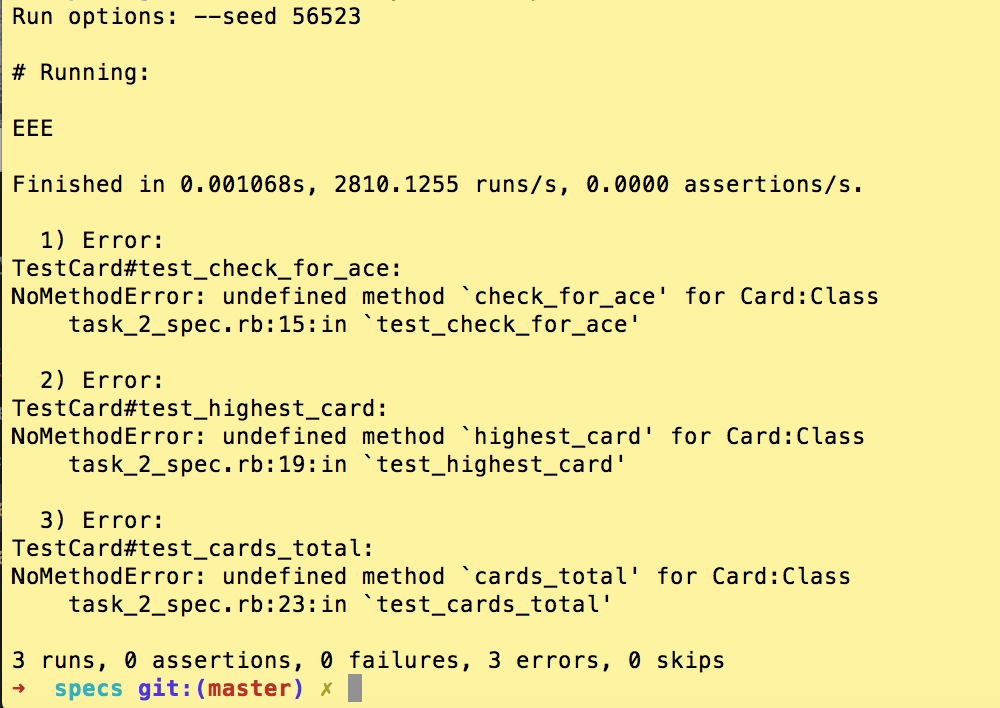 Run options: --seed 56523
# Running:
EEE
Finished in 0.001068s, 2810.1255 runs/s, 0.0000 assertions/s.
1) Error:
TestCard#test_check_for_ace:
NoMethodError: undefined method `check_for_ace' for Card:Class
task_2_spec.rb:15:in `test_check_for_ace'
2) Error:
TestCard#test_highest_card:
NoMethodError: undefined method `highest_card' for Card:Class
task_2_spec.rb:19:in `test_highest_card'
3) Error:
TestCard#test_cards_total:
NoMethodError: undefined method `cards_total' for Card:Class
task_2_spec.rb:23:in `test_cards_total'
3 runs, 0 assertions, 0 failures, 3 errors, 0 skips
→ specs git:(master) ✗